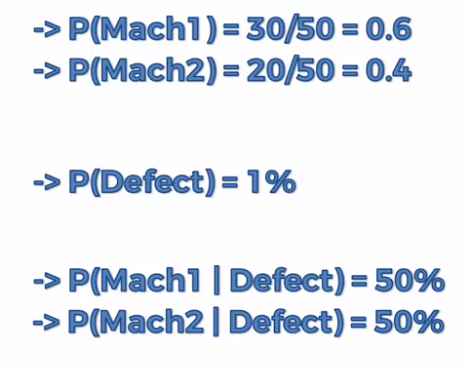 -> P(Mach1) = 30/50 = 0.6
-> P(Mach2) = 20/50 = 0.4
-> P(Defect) = 1%
-> P(Mach1 | Defect) = 50%
-> P(Mach2 | Defect) = 50%